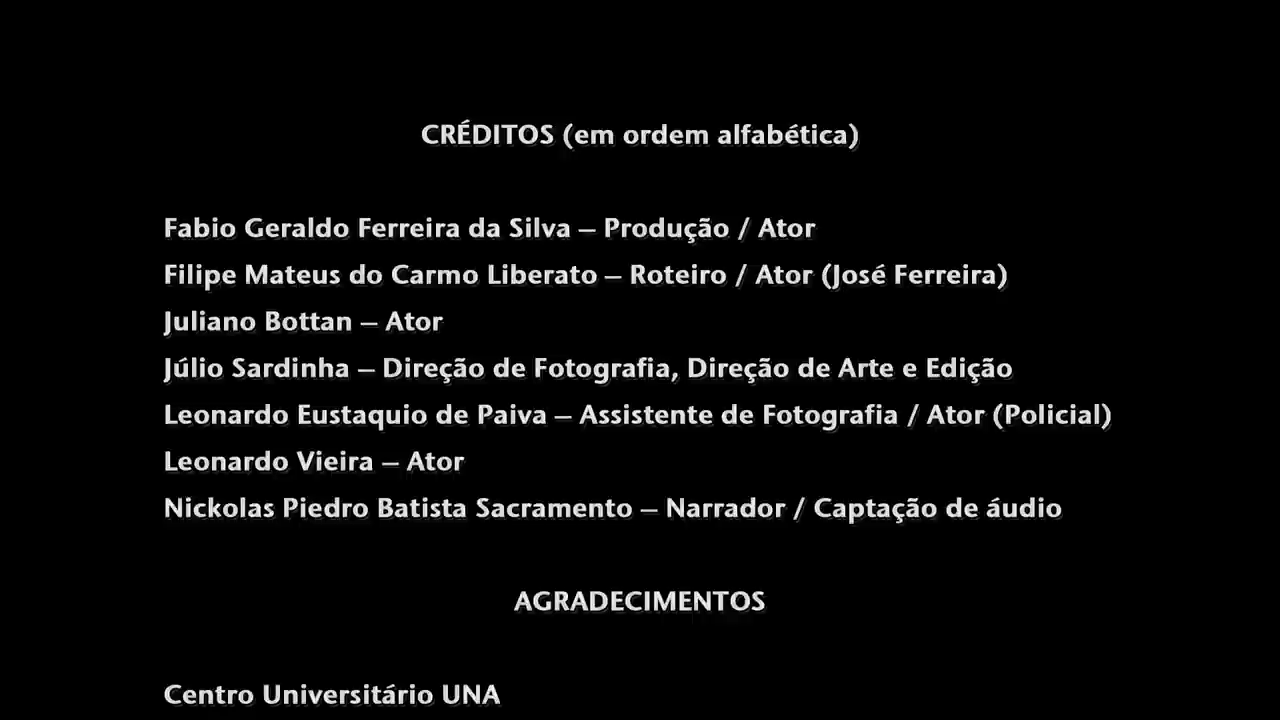 CRÉDITOS (em ordem alfabética)
Fabio Geraldo Ferreira da Silva – Produção / Ator
Filipe Mateus do Carmo Liberato – Roteiro / Ator (José Ferreira)
Juliano Bottan – Ator
Júlio Sardinha – Direção de Fotografia, Direção de Arte e Edição
Leonardo Eustaquio de Paiva – Assistente de Fotografia / Ator (Policial)
Leonardo Vieira – Ator
Nickolas Piedro Batista Sacramento – Narrador / Captação de áudio
AGRADECIMENTOS
Centro Universitário UNA